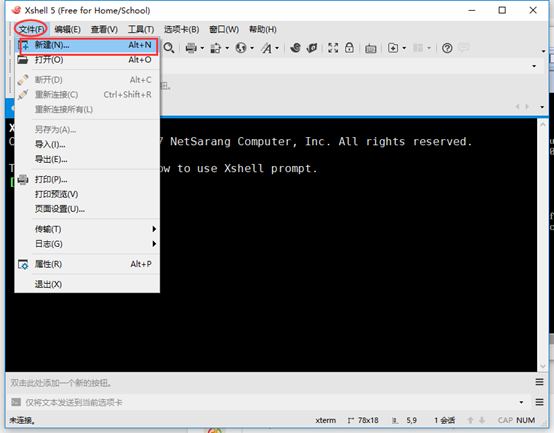 Xshell 5 (Free for Home/School)
文件(F) 编辑(E) 查看(V) 工具(T) 选项卡(B) 窗口(W) 帮助(H)
新建(N)... Alt+N
打开(O) Alt+O
断开(D) Alt+C
重新连接(C) Ctrl+Shift+R
重新连接所有(L)
另存为(A)...
导入(I)...
导出(E)...
打印(P)...
打印预览(V)
页面设置(U)...
传输(T)
日志(G)
属性(R) Alt+P
退出(X)
钮。
X
7 NetSarang Computer, Inc. All rights reserved.
ow to use Xshell prompt.
双击此处添加一个新的按钮。
仅将文本发送到当前选项卡
未连接。 xterm 78x18 5,9 1 会话 CAP NUM